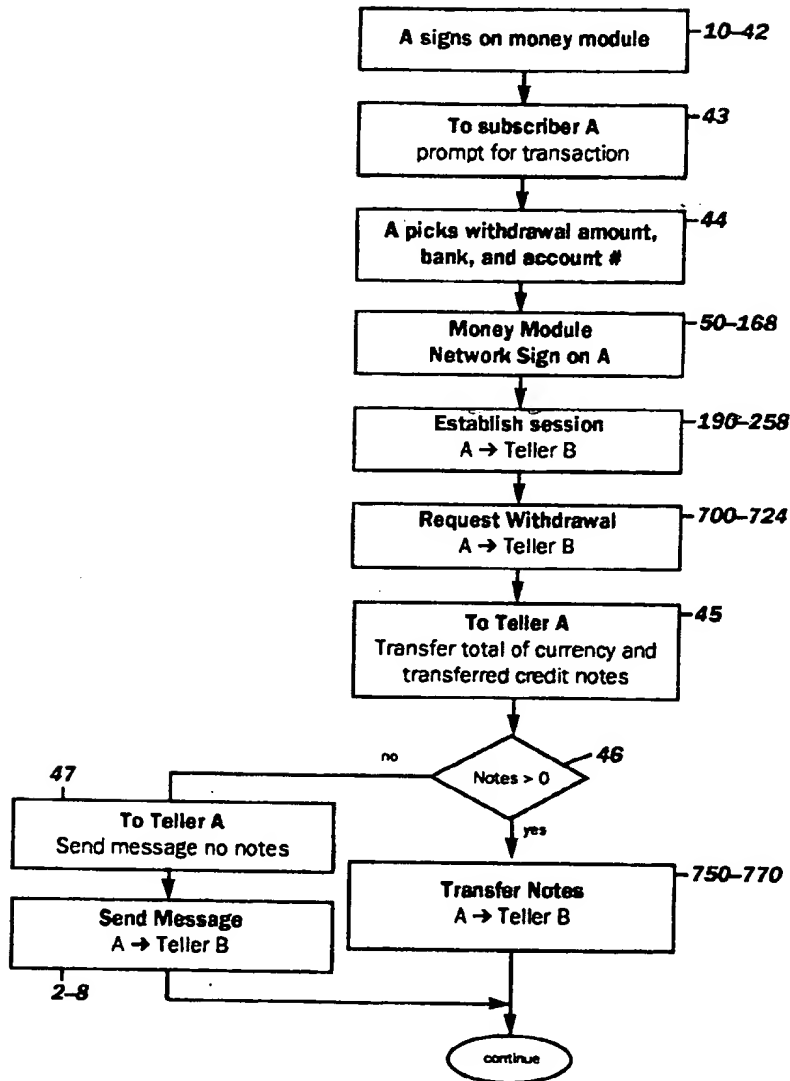 A signs on money module
10–42
To subscriber A
prompt for transaction
43
A picks withdrawal amount,
bank, and account #
44
Money Module
Network Sign on A
50–168
Establish session
A → Teller B
190–258
Request Withdrawal
A → Teller B
700–724
To Teller A
Transfer total of currency and
transferred credit notes
45
Notes > 0
46
no
yes
47
To Teller A
Send message no notes
Send Message
A → Teller B
2–8
Transfer Notes
A → Teller B
750–770
continue